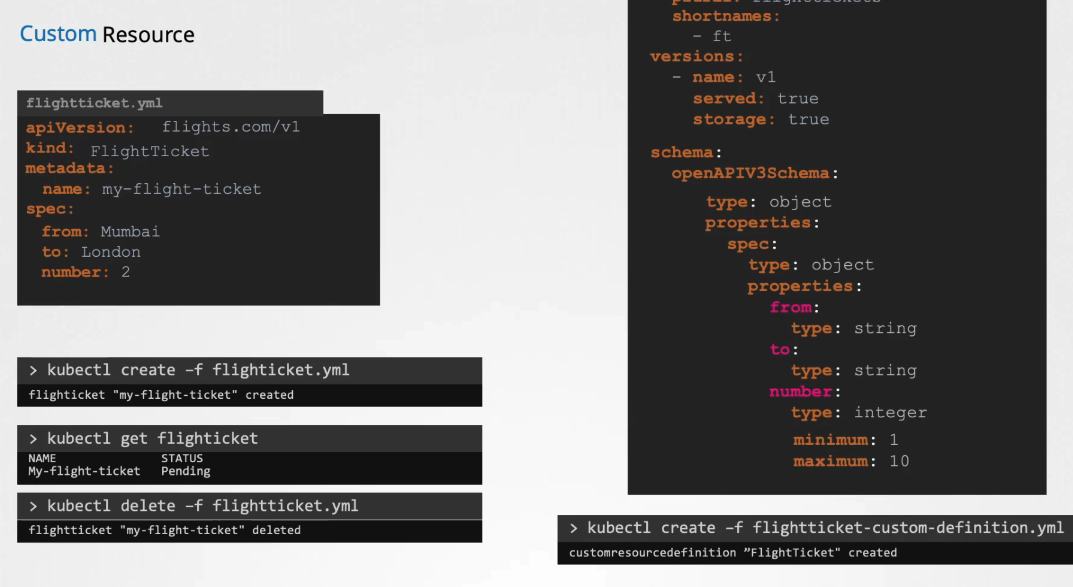 Custom Resource
flightticket.yml
apiVersion: flights.com/v1
kind: FlightTicket
metadata:
name: my-flight-ticket
spec:
from: Mumbai
to: London
number: 2
> kubectl create –f flighticket.yml
flighticket "my-flight-ticket" created
> kubectl get flighticket
NAME STATUS
My-flight-ticket Pending
> kubectl delete –f flightticket.yml
flightticket "my-flight-ticket" deleted
shortnames:
- ft
versions:
- name: v1
served: true
storage: true
schema:
openAPIV3Schema:
type: object
properties:
spec:
type: object
properties:
from:
type: string
to:
type: string
number:
type: integer
minimum: 1
maximum: 10
> kubectl create –f flightticket-custom-definition.yml
customresourcedefinition ”FlightTicket" created